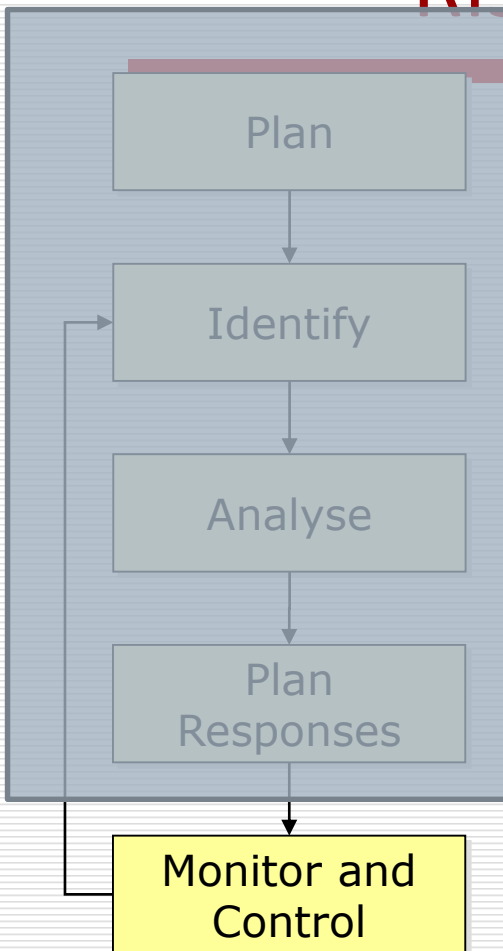 Plan
Identify
Analyse
Plan
Responses
Monitor and
Control